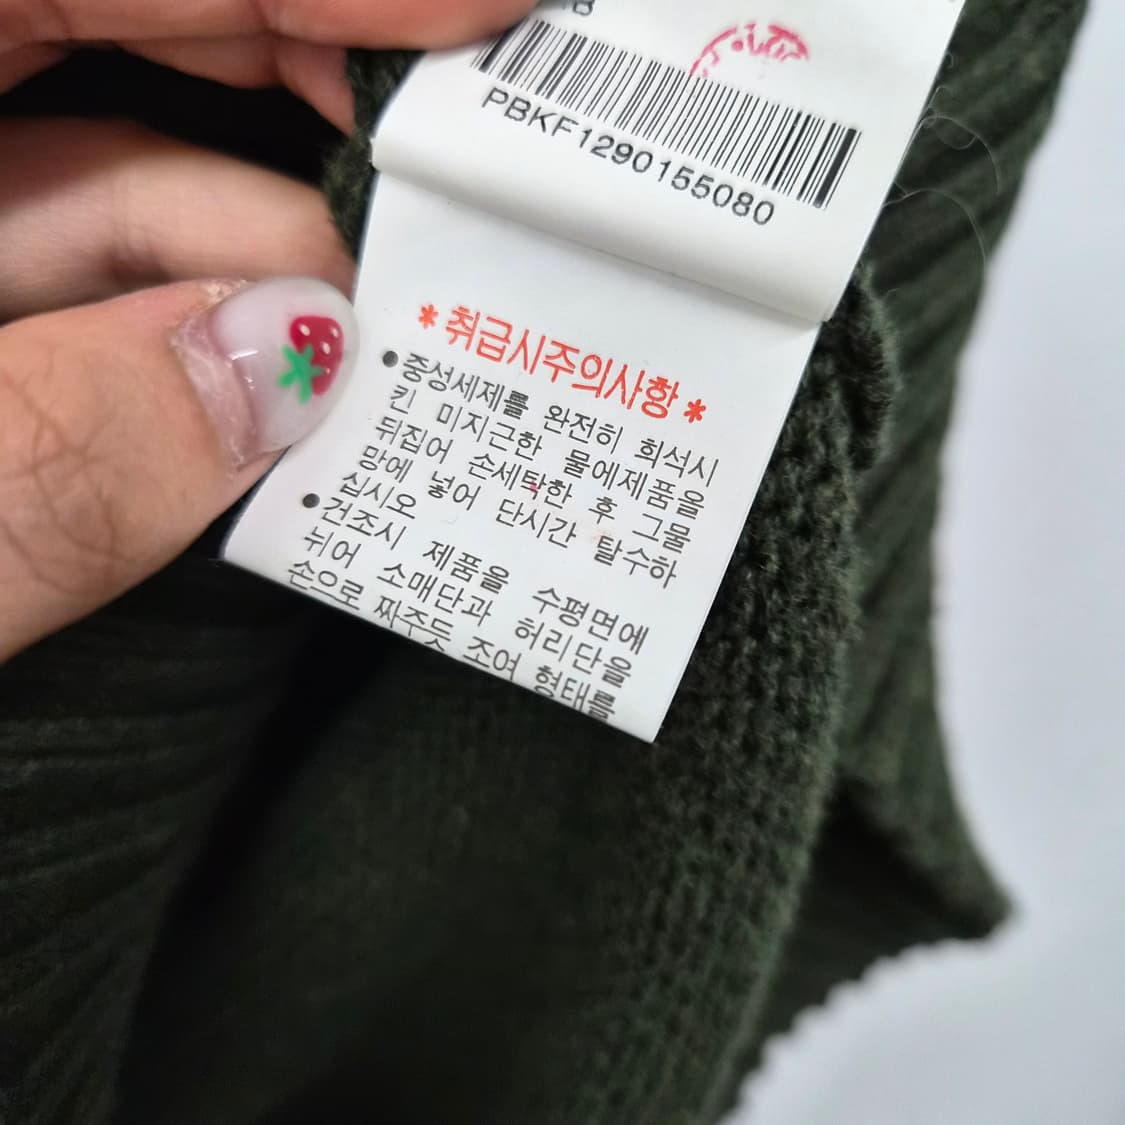 PBKF1290155080
* 취급시주의사항 *
● 중성세제를 완전히 희석시
킨 미지근한 물에제품을
뒤집어 손세탁한 후 그물
망에 넣어 단시간 탈수하
십시오
● 건조시 제품을 수평면에
뉘어 소매단과 허리단을
손으로 짜주듯 조여 형태를